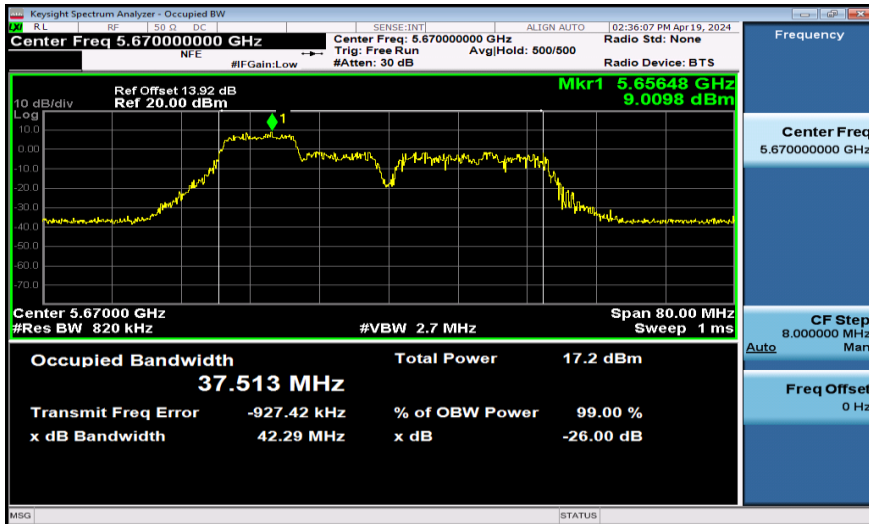 Keysight Spectrum Analyzer - Occupied BW
LXI RL RF 50 Ω DC SENSE:INT ALIGN AUTO 02:36:07 PM Apr 19, 2024
Center Freq 5.670000000 GHz
NFE
#IFGain:Low
Center Freq: 5.670000000 GHz
Trig: Free Run Avg|Hold: 500/500
#Atten: 30 dB
Radio Std: None
Radio Device: BTS
Ref Offset 13.92 dB
10 dB/div Ref 20.00 dBm
Mkr1 5.65648 GHz
9.0098 dBm
Log
1
10.0
0.00
-10.0
-20.0
-30.0
-40.0
-50.0
-60.0
-70.0
Center 5.67000 GHz Span 80.00 MHz
#Res BW 820 kHz #VBW 2.7 MHz Sweep 1 ms
Occupied Bandwidth Total Power 17.2 dBm
37.513 MHz
Transmit Freq Error -927.42 kHz % of OBW Power 99.00 %
x dB Bandwidth 42.29 MHz x dB -26.00 dB
MSG STATUS
Frequency
Center Freq
5.670000000 GHz
CF Step
8.000000 MHz
Auto Man
Freq Offset
0 Hz